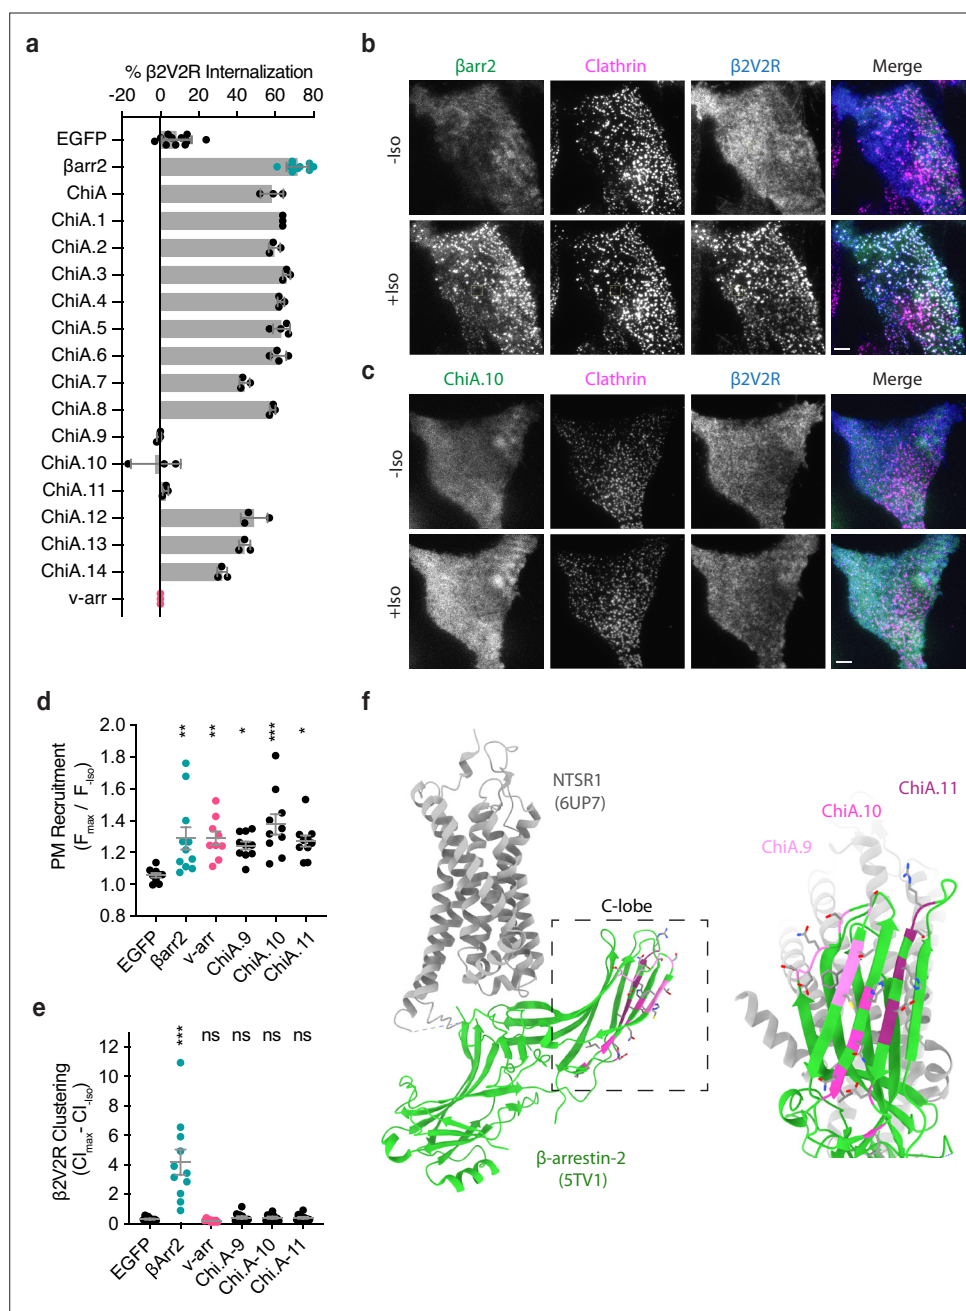 a
% β2V2R Internalization
-20 0 20 40 60 80
EGFP
βarr2
ChiA
ChiA.1
ChiA.2
ChiA.3
ChiA.4
ChiA.5
ChiA.6
ChiA.7
ChiA.8
ChiA.9
ChiA.10
ChiA.11
ChiA.12
ChiA.13
ChiA.14
v-arr
b
βarr2 Clathrin β2V2R Merge
-Iso
+Iso
c
ChiA.10 Clathrin β2V2R Merge
-Iso
+Iso
d
PM Recruitment
(Fmax / F-Iso)
2.0
1.8
1.6
1.4
1.2
1.0
0.8
** ** * *** *
EGFP βarr2 v-arr ChiA.9 ChiA.10 ChiA.11
e
β2V2R Clustering
(CImax - CI-Iso)
12
10
8
6
4
2
0
*** ns ns ns ns
EGFP βArr2 v-arr Chi.A-9 Chi.A-10 Chi.A-11
f
NTSR1
(6UP7)
C-lobe
β-arrestin-2
(5TV1)
ChiA.11
ChiA.10
ChiA.9